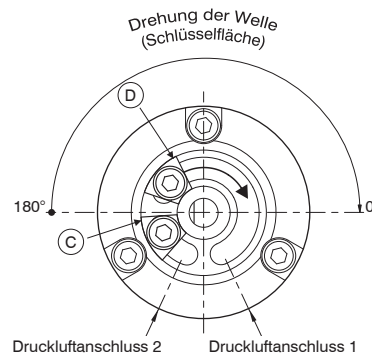 Drehung der Welle
(Schlüsselfläche)
D
180°
0
C
Druckluftanschluss 2
Druckluftanschluss 1